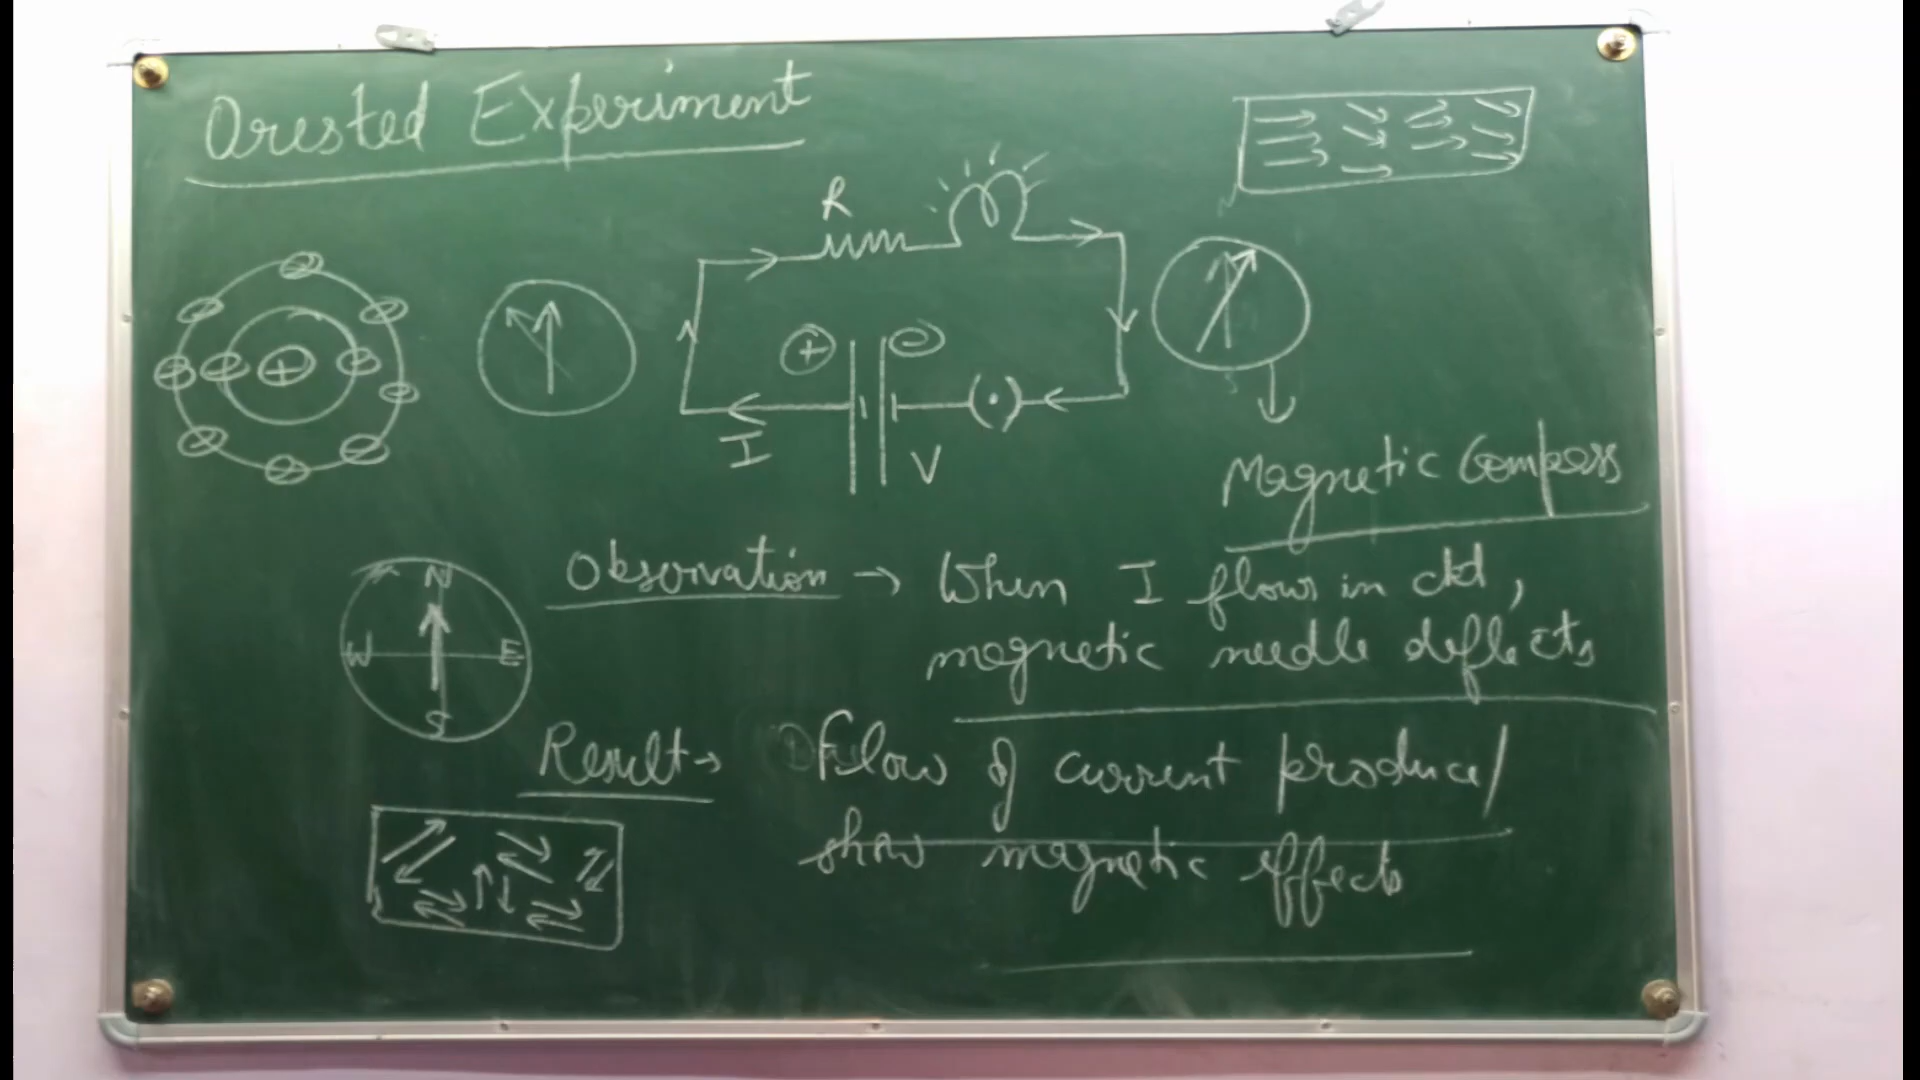 Orested Experiment
R
I
V
Magnetic Compass
N
W E
S
Observation → When I flows in ckt,
magnetic needle deflects
Result → Flow of current produce/
show magnetic effects